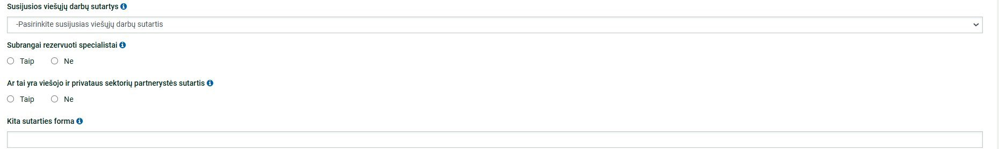 Susijusios viešųjų darbų sutartys
-Pasirinkite susijusias viešųjų darbų sutartis
Subrangai rezervuoti specialistai
Taip Ne
Ar tai yra viešojo ir privataus sektorių partnerystės sutartis
Taip Ne
Kita sutarties forma